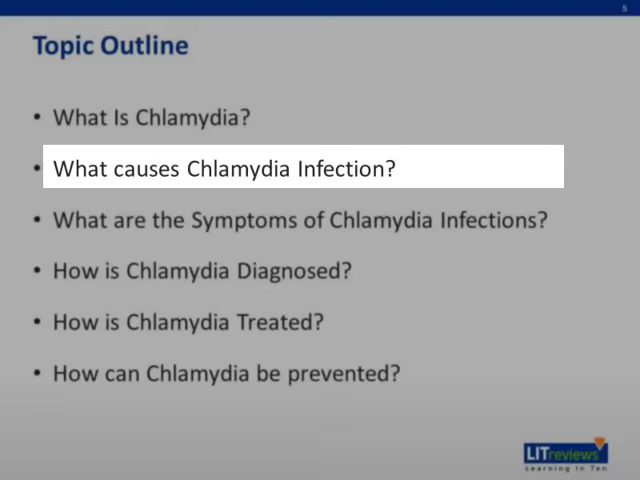 5
Topic Outline
• What Is Chlamydia?
• What causes Chlamydia Infection?
• What are the Symptoms of Chlamydia Infections?
• How is Chlamydia Diagnosed?
• How is Chlamydia Treated?
• How can Chlamydia be prevented?
LITreviews
Learning In Ten